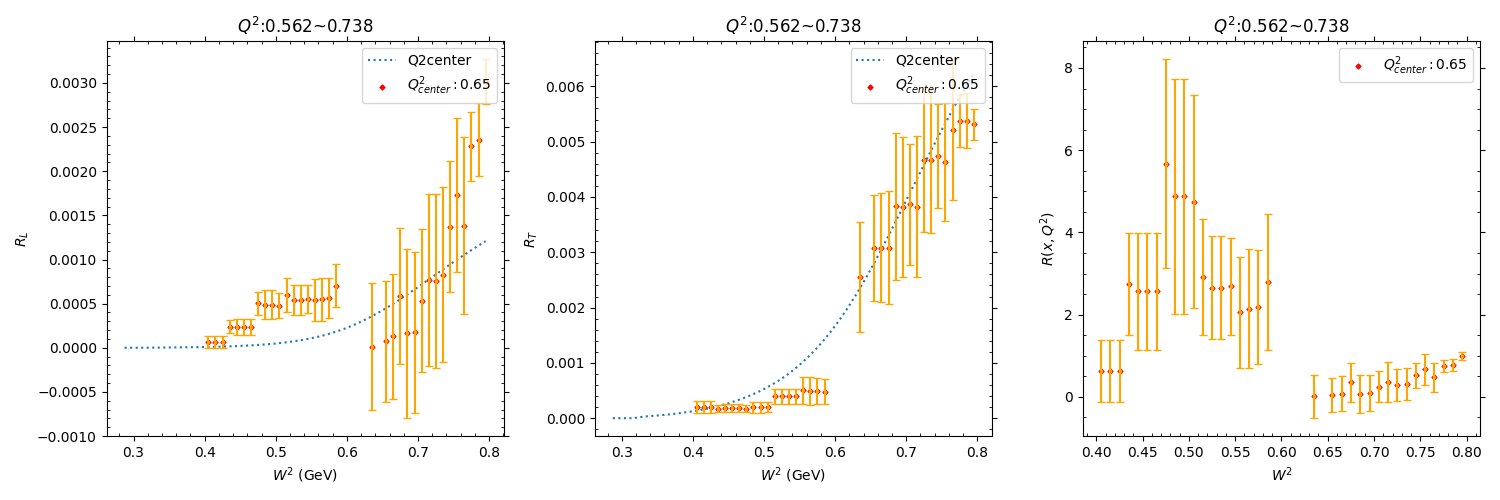 Q²:0.562~0.738
R_L
0.0030
0.0025
0.0020
0.0015
0.0010
0.0005
0.0000
−0.0005
−0.0010
0.3 0.4 0.5 0.6 0.7 0.8
W² (GeV)
Q2center
Q²_center : 0.65
Q²:0.562~0.738
R_T
0.006
0.005
0.004
0.003
0.002
0.001
0.000
0.3 0.4 0.5 0.6 0.7 0.8
W² (GeV)
Q2center
Q²_center : 0.65
Q²:0.562~0.738
R(x, Q²)
8
6
4
2
0
0.40 0.45 0.50 0.55 0.60 0.65 0.70 0.75 0.80
W²
Q²_center : 0.65